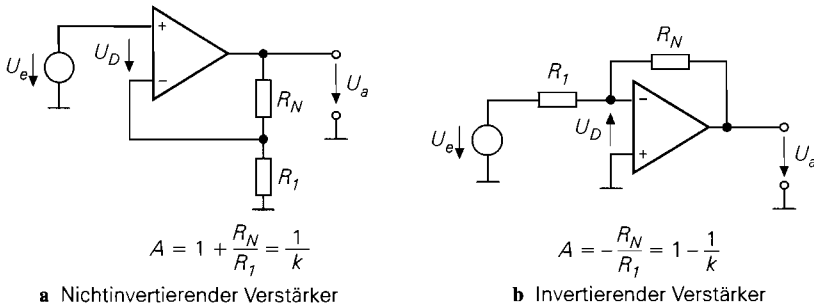 +
U_e
U_D
−
R_N
U_a
R_1
A = 1 + R_N/R_1 = 1/k
a Nichtinvertierender Verstärker
R_N
R_1
−
U_D
U_e
+
U_a
A = −R_N/R_1 = 1 − 1/k
b Invertierender Verstärker